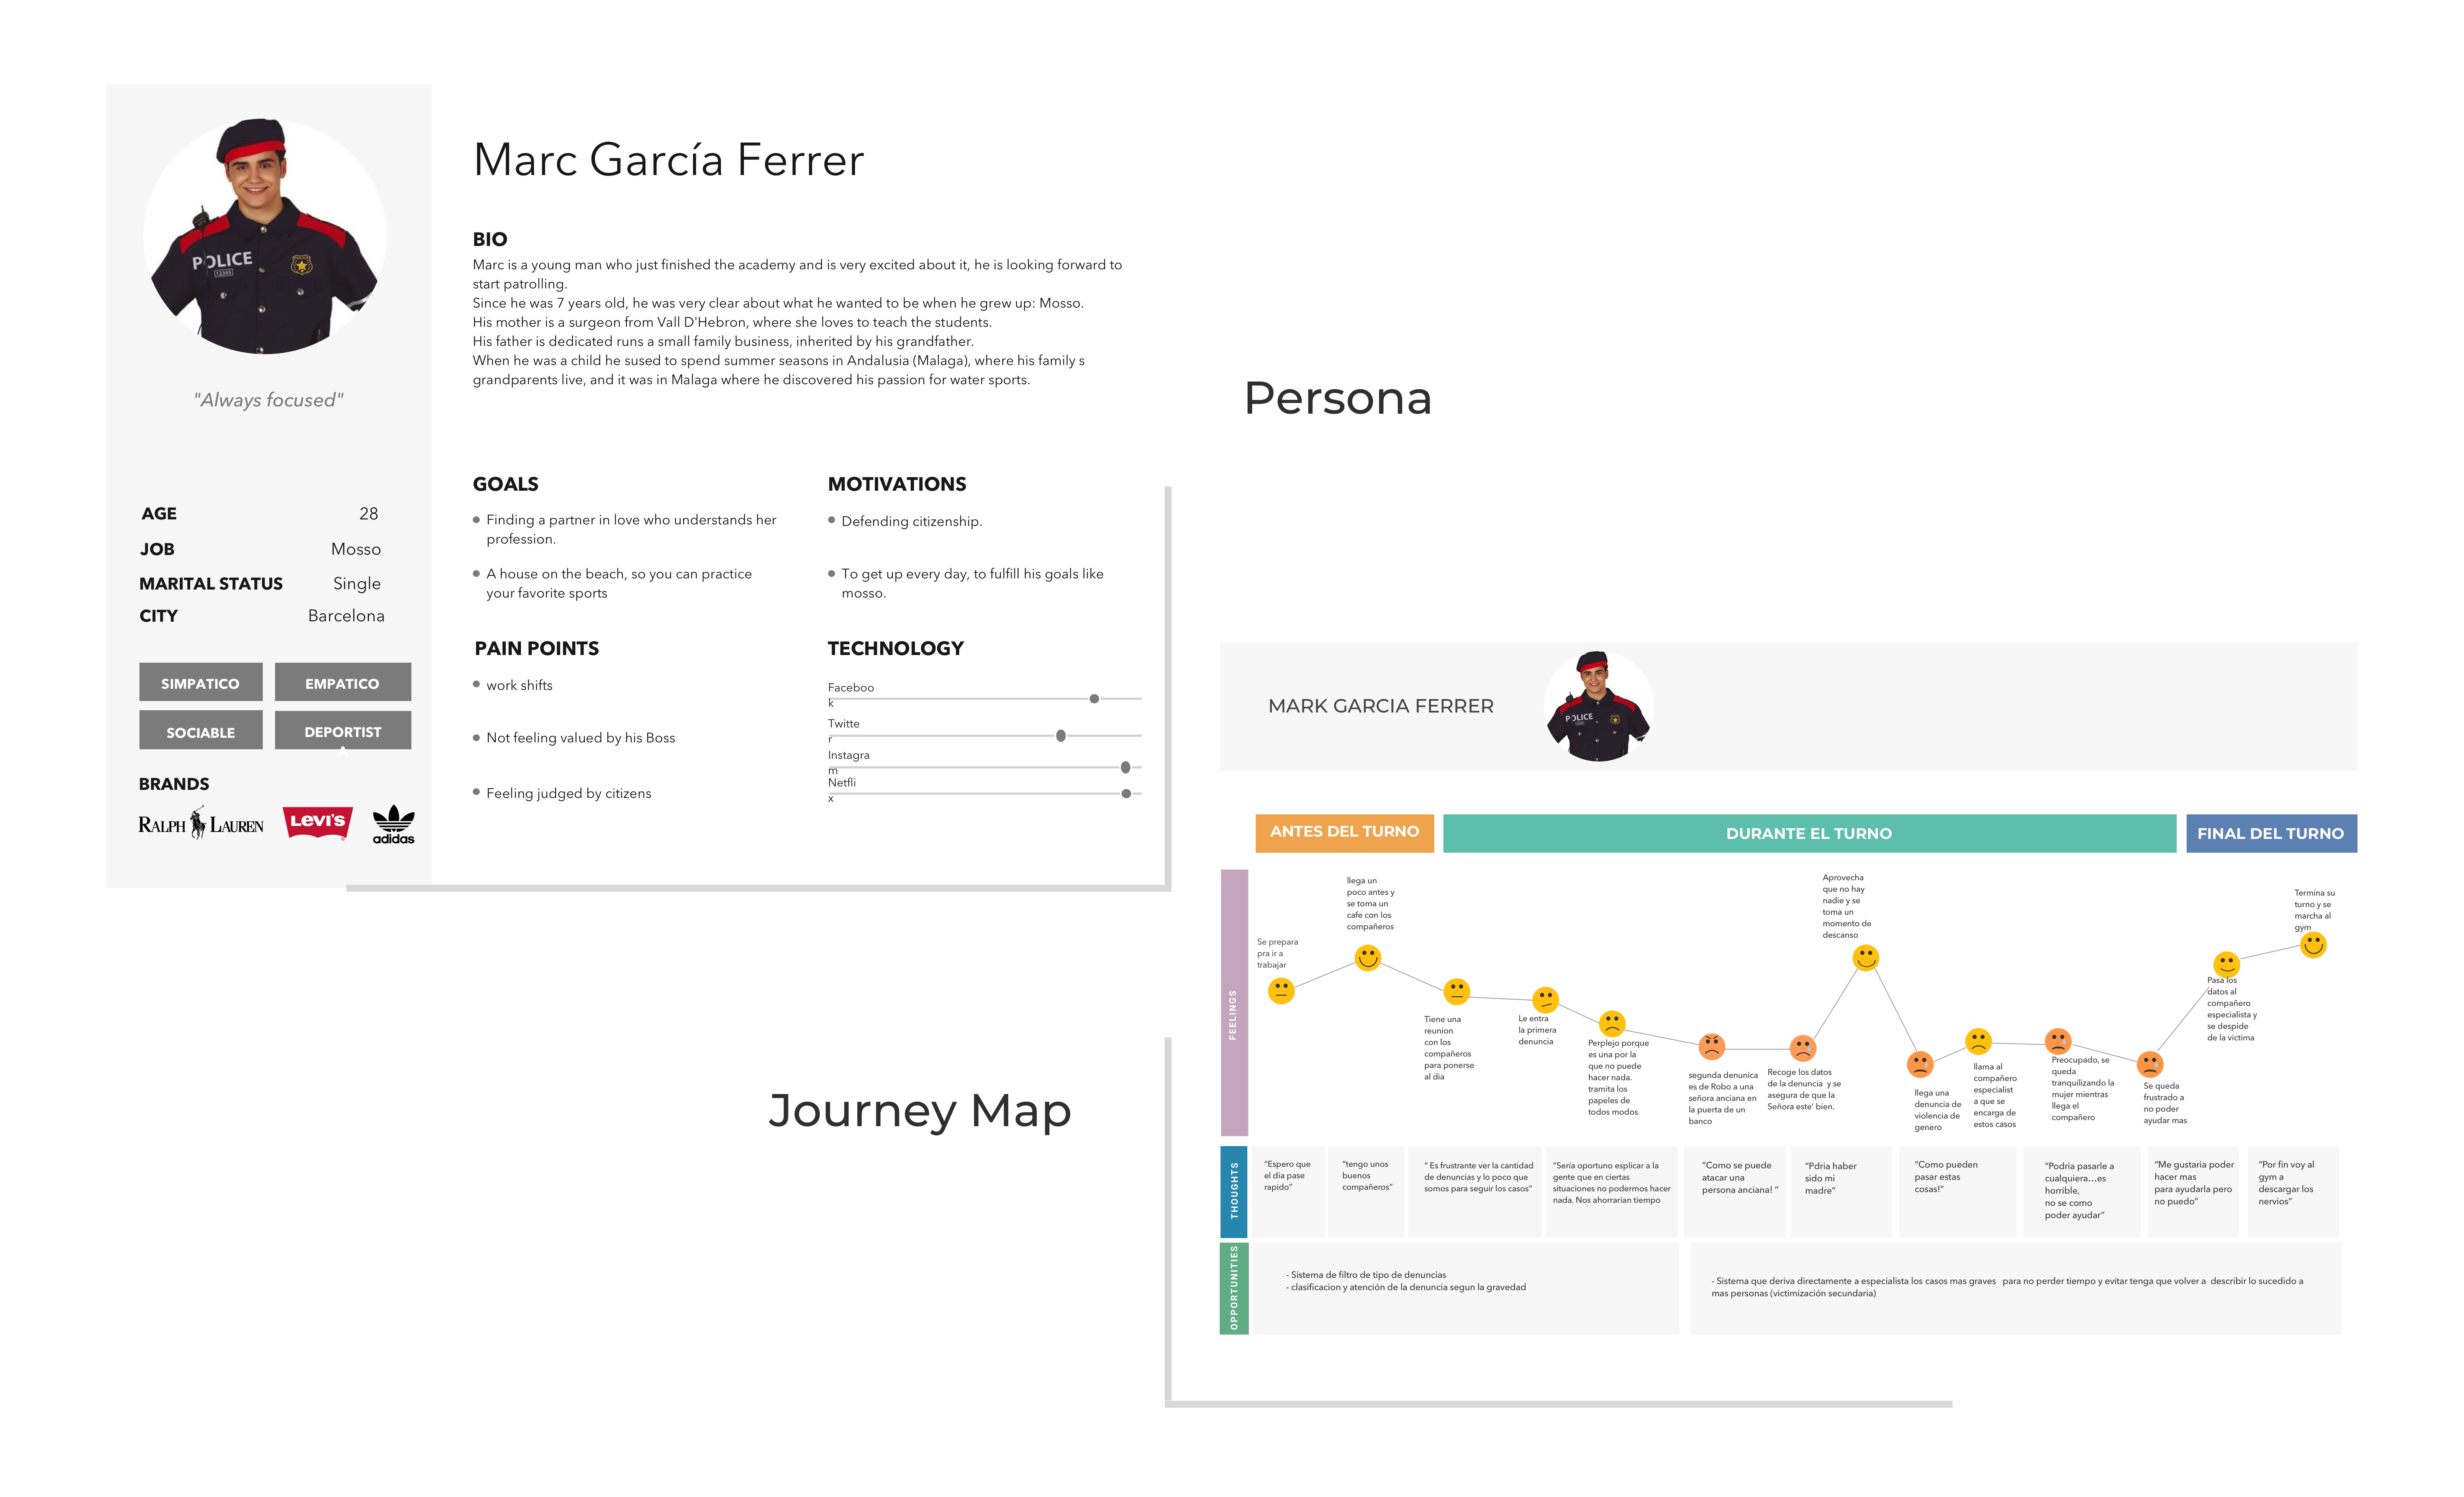 Marc García Ferrer
BIO
Marc is a young man who just finished the academy and is very excited about it, he is looking forward to
start patrolling.
Since he was 7 years old, he was very clear about what he wanted to be when he grew up: Mosso.
His mother is a surgeon from Vall D'Hebron, where she loves to teach the students.
His father is dedicated runs a small family business, inherited by his grandfather.
When he was a child he sused to spend summer seasons in Andalusia (Malaga), where his family s
grandparents live, and it was in Malaga where he discovered his passion for water sports.
POLICE
12345
"Always focused"
AGE 28
JOB Mosso
MARITAL STATUS Single
CITY Barcelona
SIMPATICO
EMPATICO
SOCIABLE
DEPORTIST
A
BRANDS
RALPH LAUREN
LEVI'S
adidas
GOALS
Finding a partner in love who understands her
profession.
A house on the beach, so you can practice
your favorite sports
MOTIVATIONS
Defending citizenship.
To get up every day, to fulfill his goals like
mosso.
PAIN POINTS
work shifts
Not feeling valued by his Boss
Feeling judged by citizens
TECHNOLOGY
Faceboo
k
Twitte
r
Instagra
m
Netfli
x
Persona
Journey Map
MARK GARCIA FERRER
POLICE
ANTES DEL TURNO
DURANTE EL TURNO
FINAL DEL TURNO
FEELINGS
Se prepara
pra ir a
trabajar
llega un
poco antes y
se toma un
cafe con los
compañeros
Tiene una
reunion
con los
compañeros
para ponerse
al dia
Le entra
la primera
denuncia
Perplejo porque
es una por la
que no puede
hacer nada.
tramita los
papeles de
todos modos
segunda denunica
es de Robo a una
señora anciana en
la puerta de un
banco
Recoge los datos
de la denuncia y se
asegura de que la
Señora este' bien.
Aprovecha
que no hay
nadie y se
toma un
momento de
descanso
llega una
denuncia de
violencia de
genero
llama al
compañero
especialist
a que se
encarga de
estos casos
Preocupado, se
queda
tranquilizando la
mujer mientras
llega el
compañero
Se queda
frustrado a
no poder
ayudar mas
Pasa los
datos al
compañero
especialista y
se despide
de la victima
Termina su
turno y se
marcha al
gym
THOUGHTS
“Espero que
el dia pase
rapido”
“tengo unos
buenos
compañeros”
“ Es frustrante ver la cantidad
de denuncias y lo poco que
somos para seguir los casos”
“Sería oportuno esplicar a la
gente que en ciertas
situaciones no podermos hacer
nada. Nos ahorrarian tiempo
“Como se puede
atacar una
persona anciana! ”
“Pdria haber
sido mi
madre”
“Como pueden
pasar estas
cosas!”
“Podria pasarle a
cualquiera...es
horrible,
no se como
poder ayudar”
“Me gustaria poder
hacer mas
para ayudarla pero
no puedo”
“Por fin voy al
gym a
descargar los
nervios”
OPPORTUNITIES
- Sistema de filtro de tipo de denuncias
- clasificacion y atención de la denuncia segun la gravedad
- Sistema que deriva directamente a especialista los casos mas graves para no perder tiempo y evitar tenga que volver a describir lo sucedido a
mas personas (victimización secundaria)